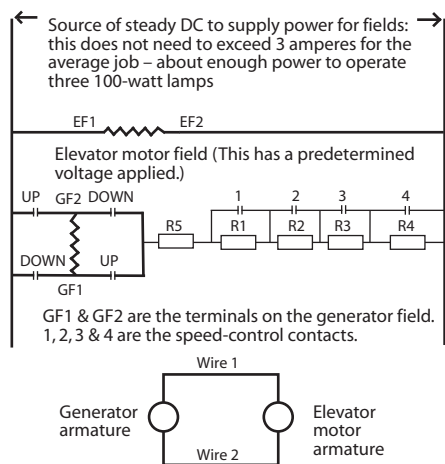 Source of steady DC to supply power for fields:
this does not need to exceed 3 amperes for the
average job – about enough power to operate
three 100-watt lamps
EF1 EF2
Elevator motor field (This has a predetermined
voltage applied.)
UP GF2 DOWN
1 2 3 4
R5 R1 R2 R3 R4
DOWN UP
GF1
GF1 & GF2 are the terminals on the generator field.
1, 2, 3 & 4 are the speed-control contacts.
Wire 1
Generator
armature
Elevator
motor
armature
Wire 2